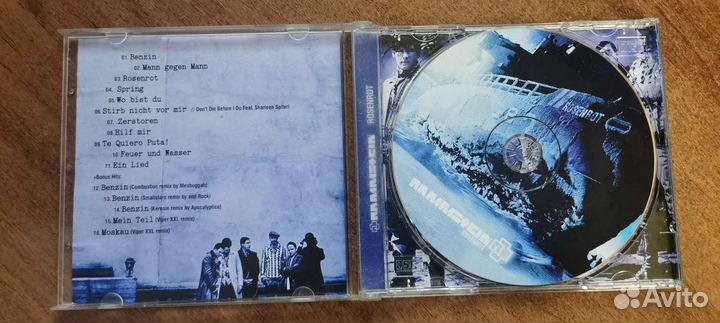 01. Benzin
02. Mann gegen Mann
03. Rosenrot
04. Spring
05. Wo bist du
06. Stirb nicht vor mir // Don't Die Before I Do Feat. Sharleen Spiteri
07. Zerstoren
08. Hilf mir
09. Te Quiero Puta!
10. Feuer und Wasser
11. Ein Lied
+Bonus Hits:
12. Benzin (Combustion remix by Meshuggah)
13. Benzin (Smallstars remix by and Rock)
14. Benzin (Kerosin remix by Apocalyptica)
15. Mein Teil (Viper XXL remix)
16. Moskau (Viper XXL remix)
RAMMSTEIN ROSENROT
ROSENROT
RAMMSTEIN
Avito